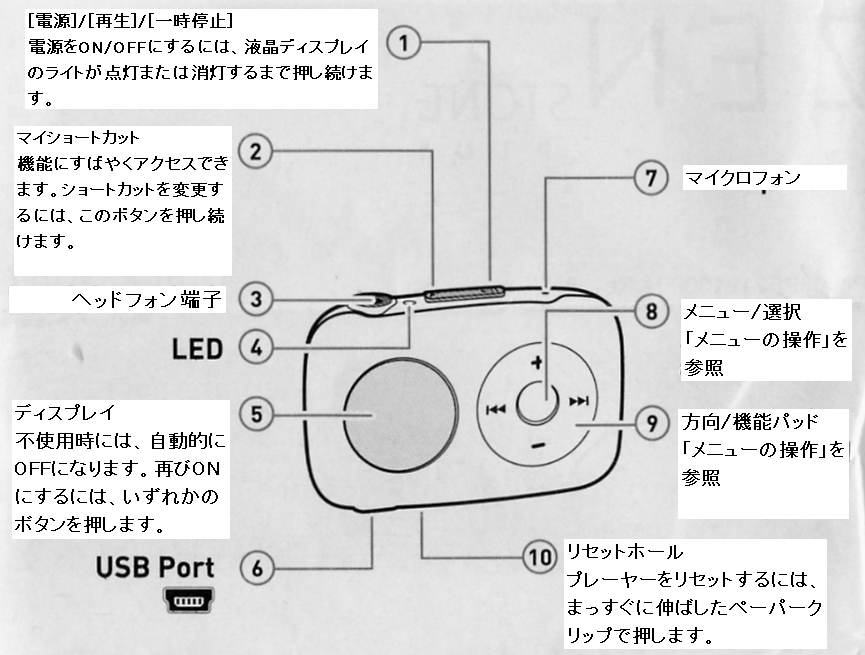 [電源]/[再生]/[一時停止]
電源をON/OFFにするには、液晶ディスプレイ
のライトが点灯または消灯するまで押し続けま
す。
1
マイショートカット
機能にすばやくアクセスでき
ます。ショートカットを変更す
るには、このボタンを押し続
けます。
2
ヘッドフォン端子
3
LED
4
ディスプレイ
不使用時には、自動的に
OFFになります。再びON
にするには、いずれかの
ボタンを押します。
5
USB Port
6
7
マイクロフォン
8
メニュー/選択
「メニューの操作」を
参照
9
方向/機能パッド
「メニューの操作」を
参照
10
リセットホール
プレーヤーをリセットするには、
まっすぐに伸ばしたペーパーク
リップで押します。
STONE